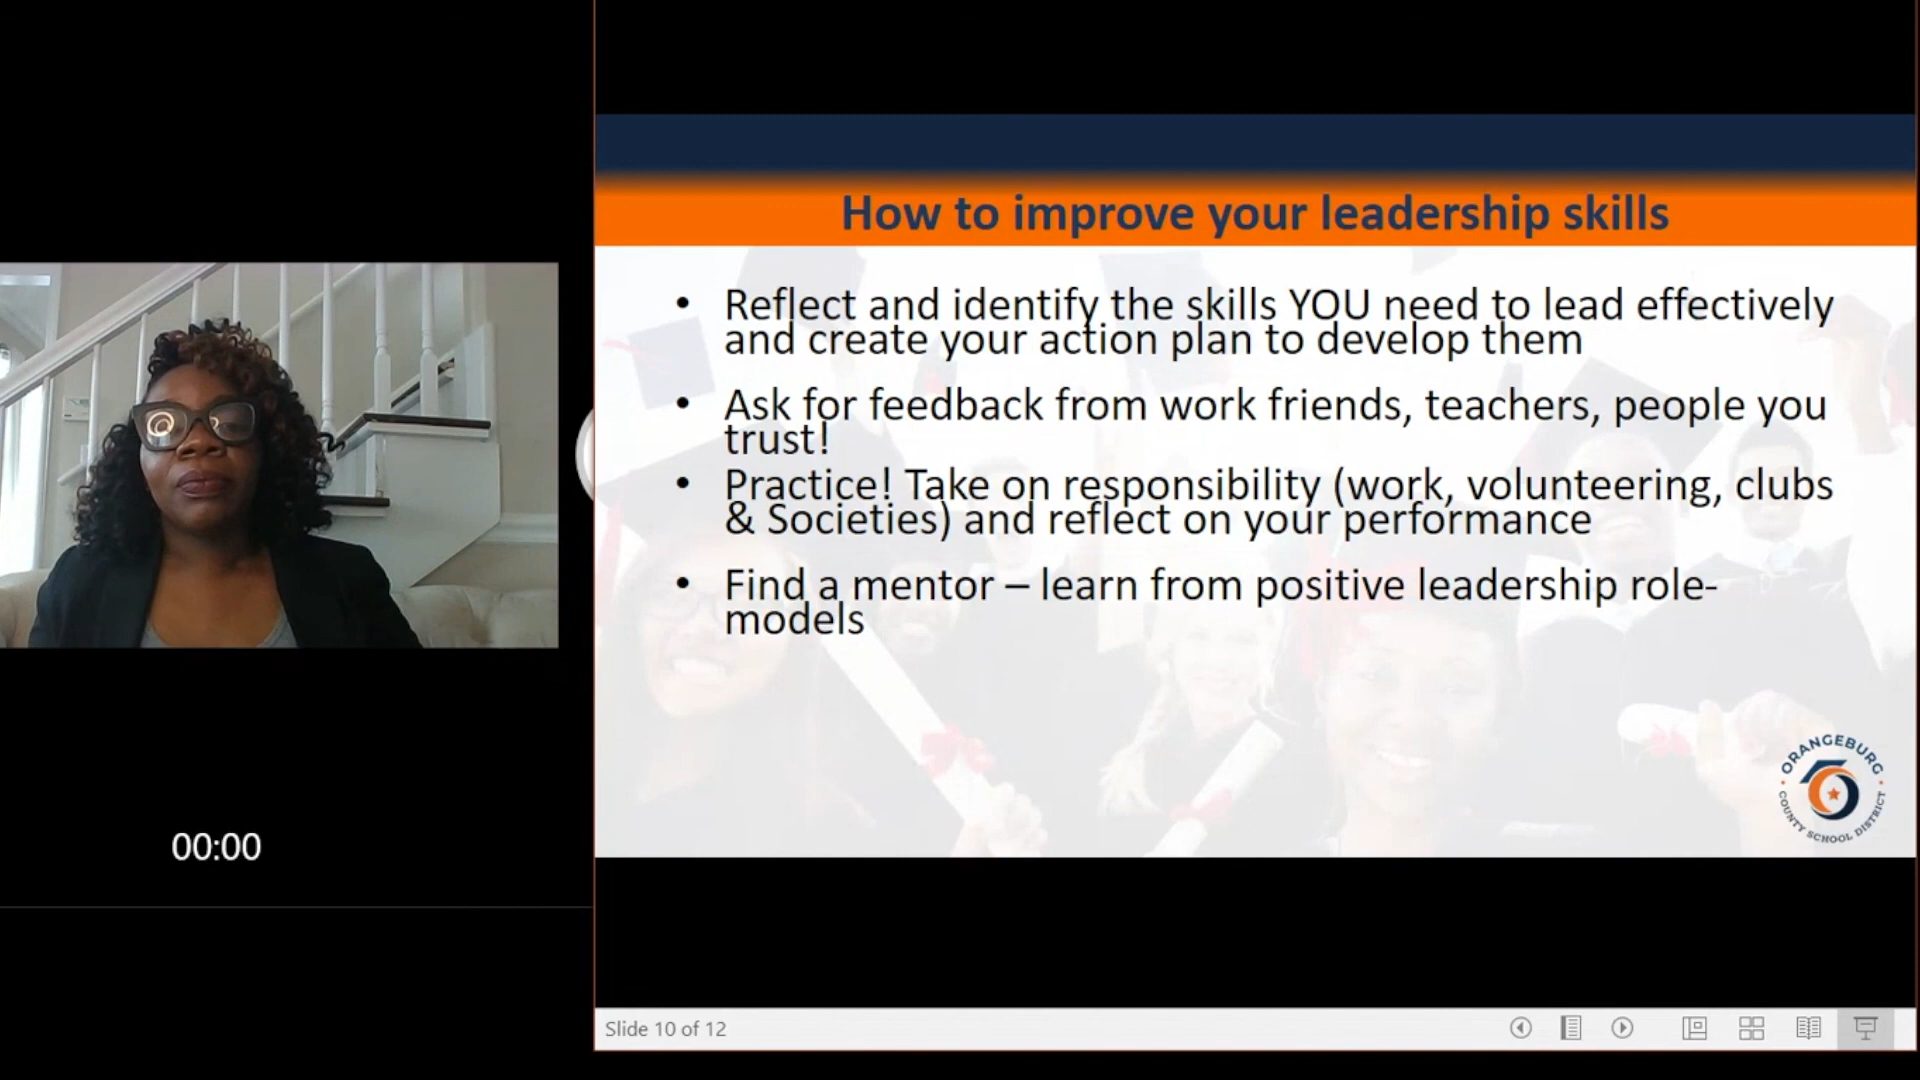 How to improve your leadership skills
• Reflect and identify the skills YOU need to lead effectively
and create your action plan to develop them
• Ask for feedback from work friends, teachers, people you
trust!
• Practice! Take on responsibility (work, volunteering, clubs
& Societies) and reflect on your performance
• Find a mentor – learn from positive leadership role-
models
ORANGEBURG
COUNTY SCHOOL DISTRICT
00:00
Slide 10 of 12